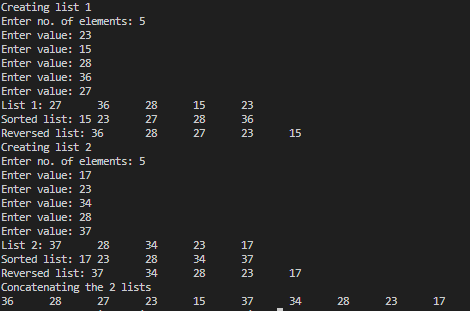 Creating list 1
Enter no. of elements: 5
Enter value: 23
Enter value: 15
Enter value: 28
Enter value: 36
Enter value: 27
List 1: 27 36 28 15 23
Sorted list: 15 23 27 28 36
Reversed list: 36 28 27 23 15
Creating list 2
Enter no. of elements: 5
Enter value: 17
Enter value: 23
Enter value: 34
Enter value: 28
Enter value: 37
List 2: 37 28 34 23 17
Sorted list: 17 23 28 34 37
Reversed list: 37 34 28 23 17
Concatenating the 2 lists
36 28 27 23 15 37 34 28 23 17